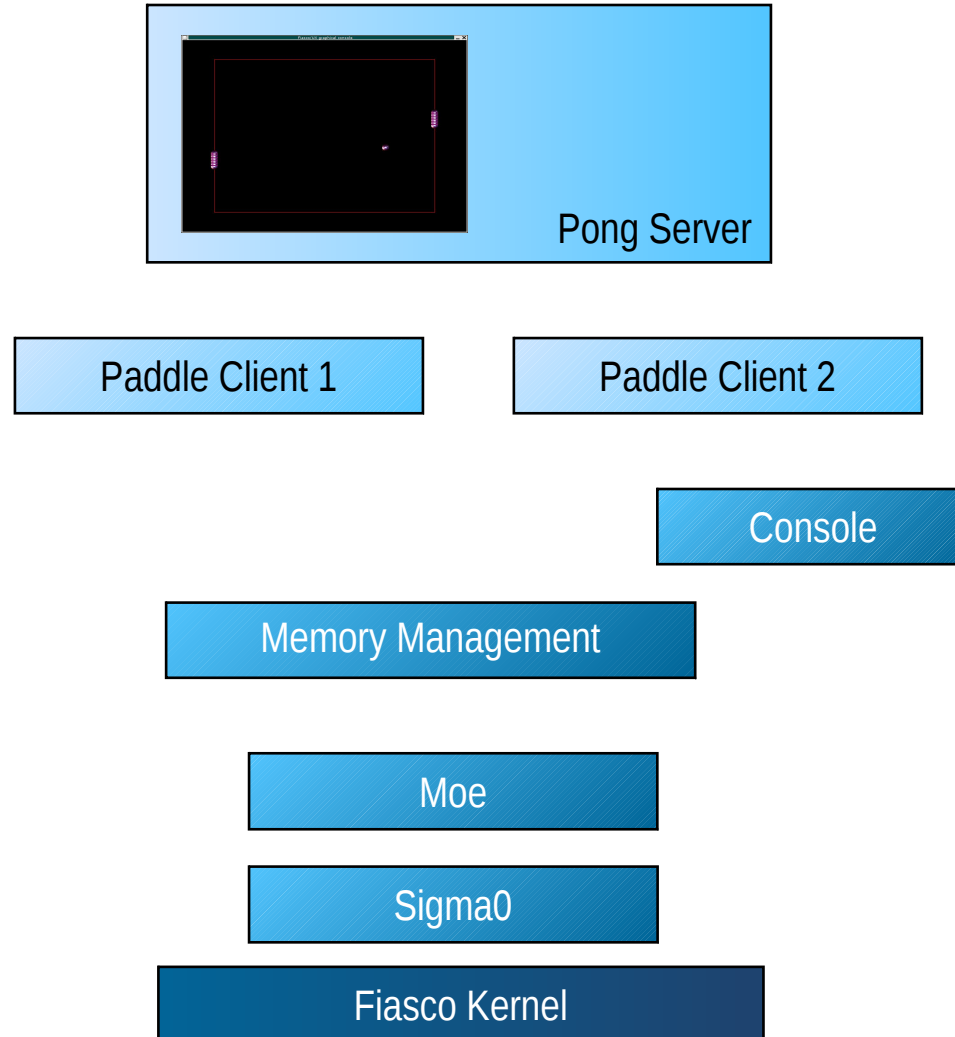 Pong Server
Paddle Client 1
Paddle Client 2
Console
Memory Management
Moe
Sigma0
Fiasco Kernel